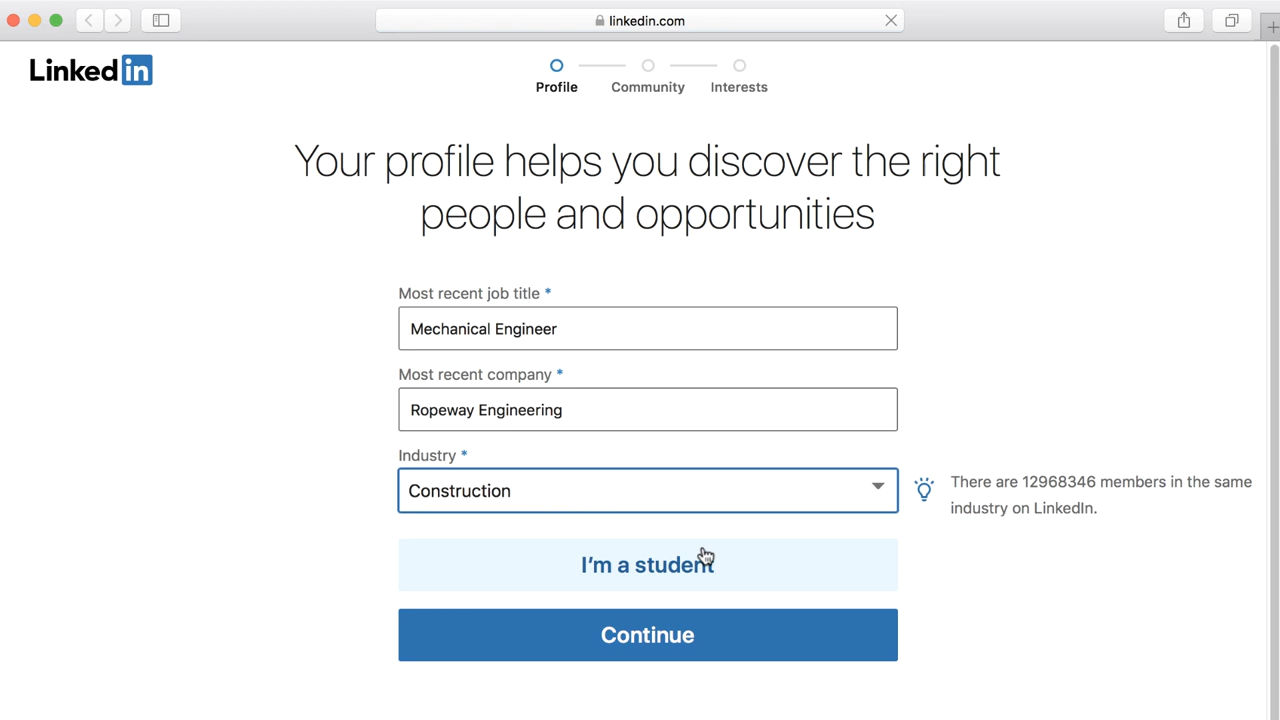 linkedin.com
Linked in
Profile
Community
Interests
Your profile helps you discover the right
people and opportunities
Most recent job title *
Mechanical Engineer
Most recent company *
Ropeway Engineering
Industry *
Construction
There are 12968346 members in the same
industry on LinkedIn.
I'm a student
Continue